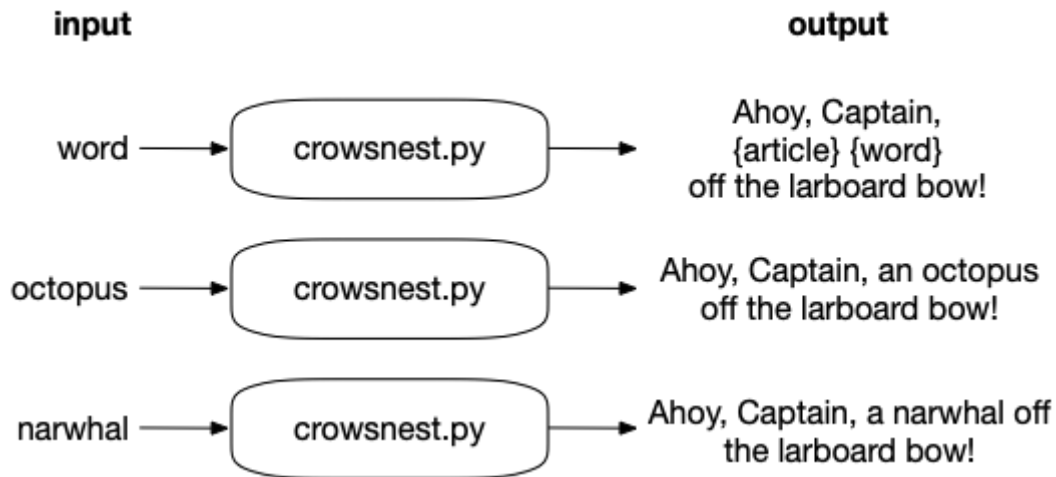 input
output
word
crowsnest.py
Ahoy, Captain,
{article} {word}
off the larboard bow!
octopus
crowsnest.py
Ahoy, Captain, an octopus
off the larboard bow!
narwhal
crowsnest.py
Ahoy, Captain, a narwhal off
the larboard bow!